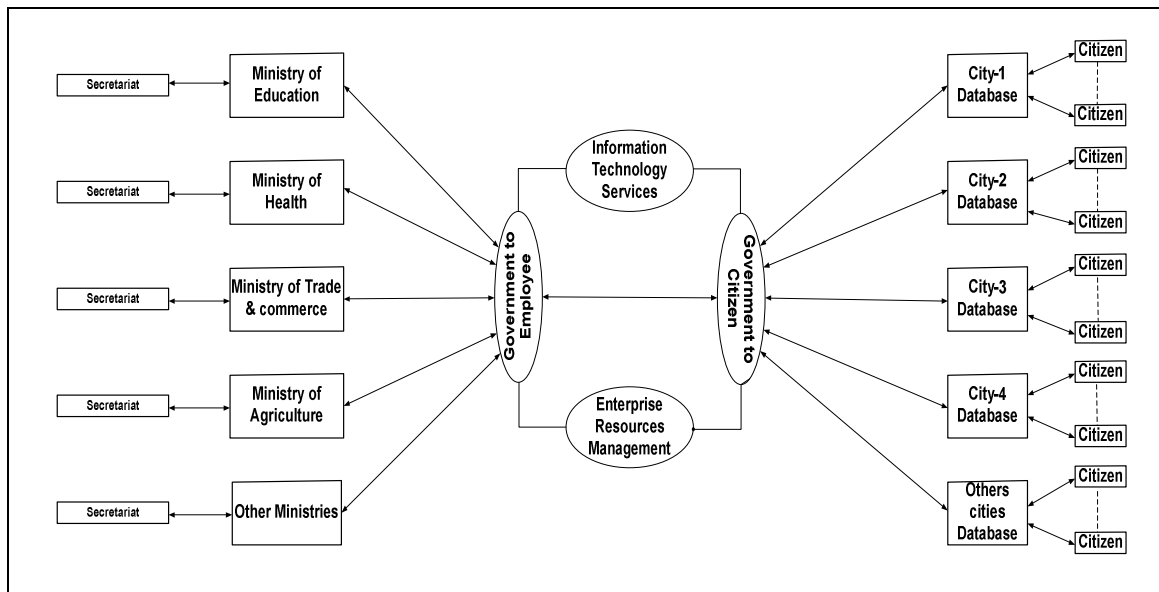 Secretariat
Ministry of
Education
Secretariat
Ministry of
Health
Secretariat
Ministry of Trade
& commerce
Secretariat
Ministry of
Agriculture
Secretariat
Other Ministries
Government to
Employee
Information
Technology
Services
Enterprise
Resources
Management
Government to
Citizen
City-1
Database
Citizen
Citizen
City-2
Database
Citizen
Citizen
City-3
Database
Citizen
Citizen
City-4
Database
Citizen
Citizen
Others
cities
Database
Citizen
Citizen